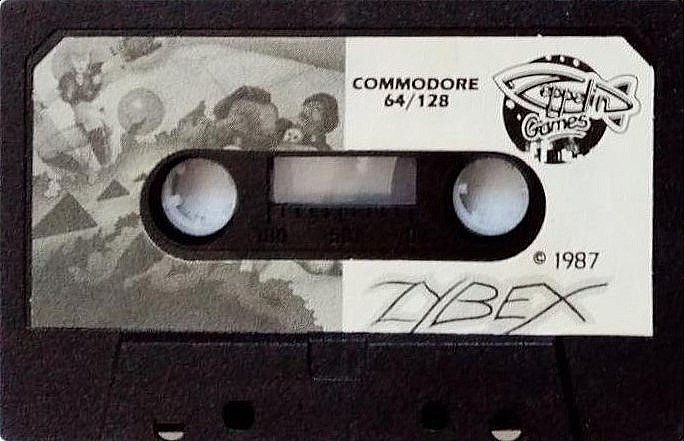 COMMODORE
64/128
Zeppelin
Games
© 1987
ZYBEX